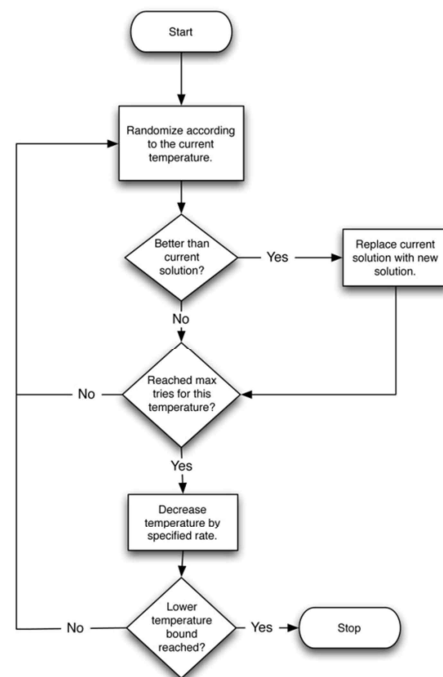 Start
Randomize according
to the current
temperature.
Better than
current
solution?
Yes
Replace current
solution with new
solution.
No
Reached max
tries for this
temperature?
No
Yes
Decrease
temperature by
specified rate.
Lower
temperature
bound
reached?
No
Yes
Stop